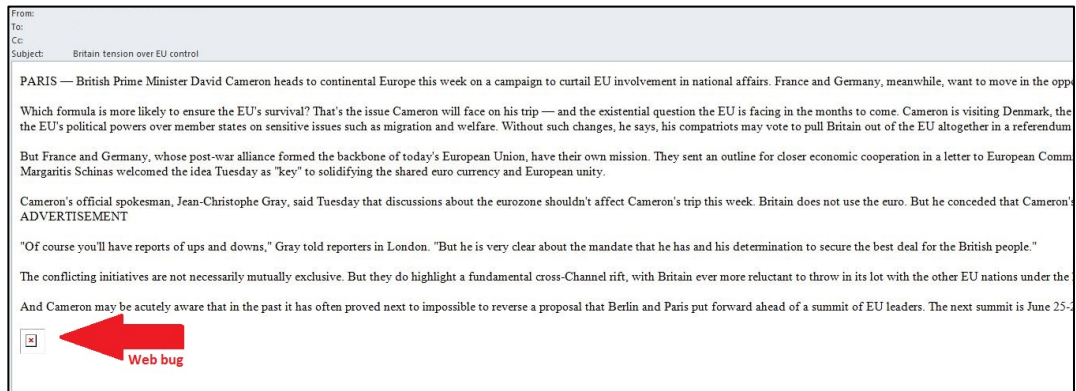 From:
To:
Cc:
Subject: Britain tension over EU control
PARIS — British Prime Minister David Cameron heads to continental Europe this week on a campaign to curtail EU involvement in national affairs. France and Germany, meanwhile, want to move in the oppo
Which formula is more likely to ensure the EU's survival? That's the issue Cameron will face on his trip — and the existential question the EU is facing in the months to come. Cameron is visiting Denmark, the
the EU's political powers over member states on sensitive issues such as migration and welfare. Without such changes, he says, his compatriots may vote to pull Britain out of the EU altogether in a referendum
But France and Germany, whose post-war alliance formed the backbone of today's European Union, have their own mission. They sent an outline for closer economic cooperation in a letter to European Comm
Margaritis Schinas welcomed the idea Tuesday as "key" to solidifying the shared euro currency and European unity.
Cameron's official spokesman, Jean-Christophe Gray, said Tuesday that discussions about the eurozone shouldn't affect Cameron's trip this week. Britain does not use the euro. But he conceded that Cameron's
ADVERTISEMENT
"Of course you'll have reports of ups and downs," Gray told reporters in London. "But he is very clear about the mandate that he has and his determination to secure the best deal for the British people."
The conflicting initiatives are not necessarily mutually exclusive. But they do highlight a fundamental cross-Channel rift, with Britain ever more reluctant to throw in its lot with the other EU nations under the
And Cameron may be acutely aware that in the past it has often proved next to impossible to reverse a proposal that Berlin and Paris put forward ahead of a summit of EU leaders. The next summit is June 25-2
Web bug